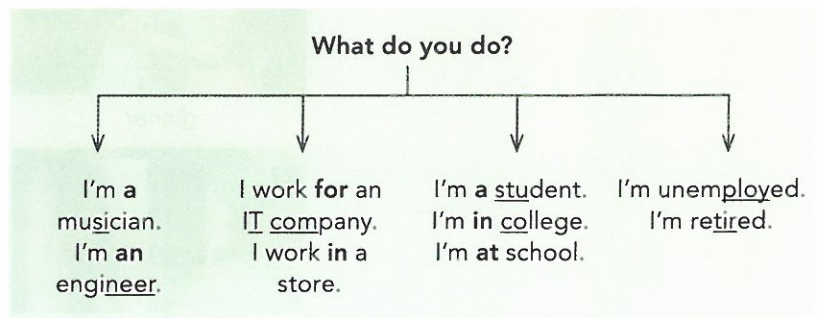 What do you do?
I'm a
musician.
I'm an
engineer.
I work for an
IT company.
I work in a
store.
I'm a student.
I'm in college.
I'm at school.
I'm unemployed.
I'm retired.